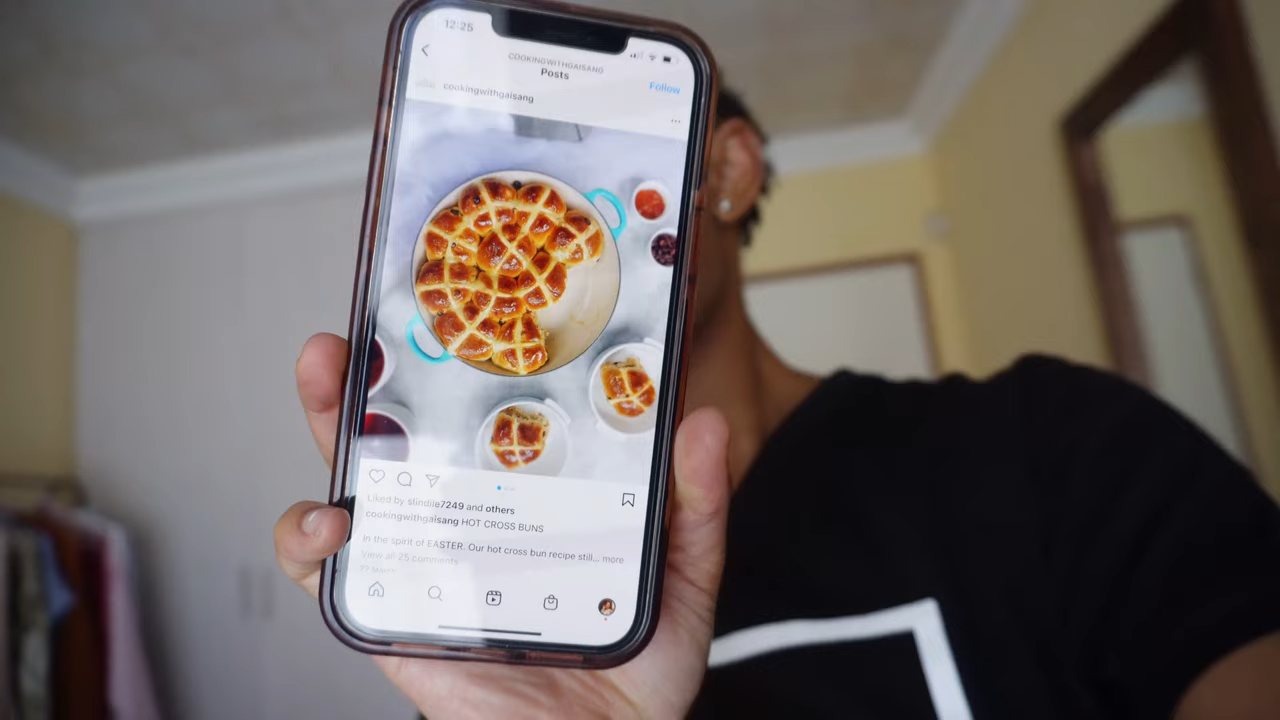 12:25
COOKINGWITHGAISANG
Posts
cookingwithgaisang
Follow
Liked by slindile7249 and others
cookingwithgaisang HOT CROSS BUNS
In the spirit of EASTER. Our hot cross bun recipe still... more
View all 25 comments